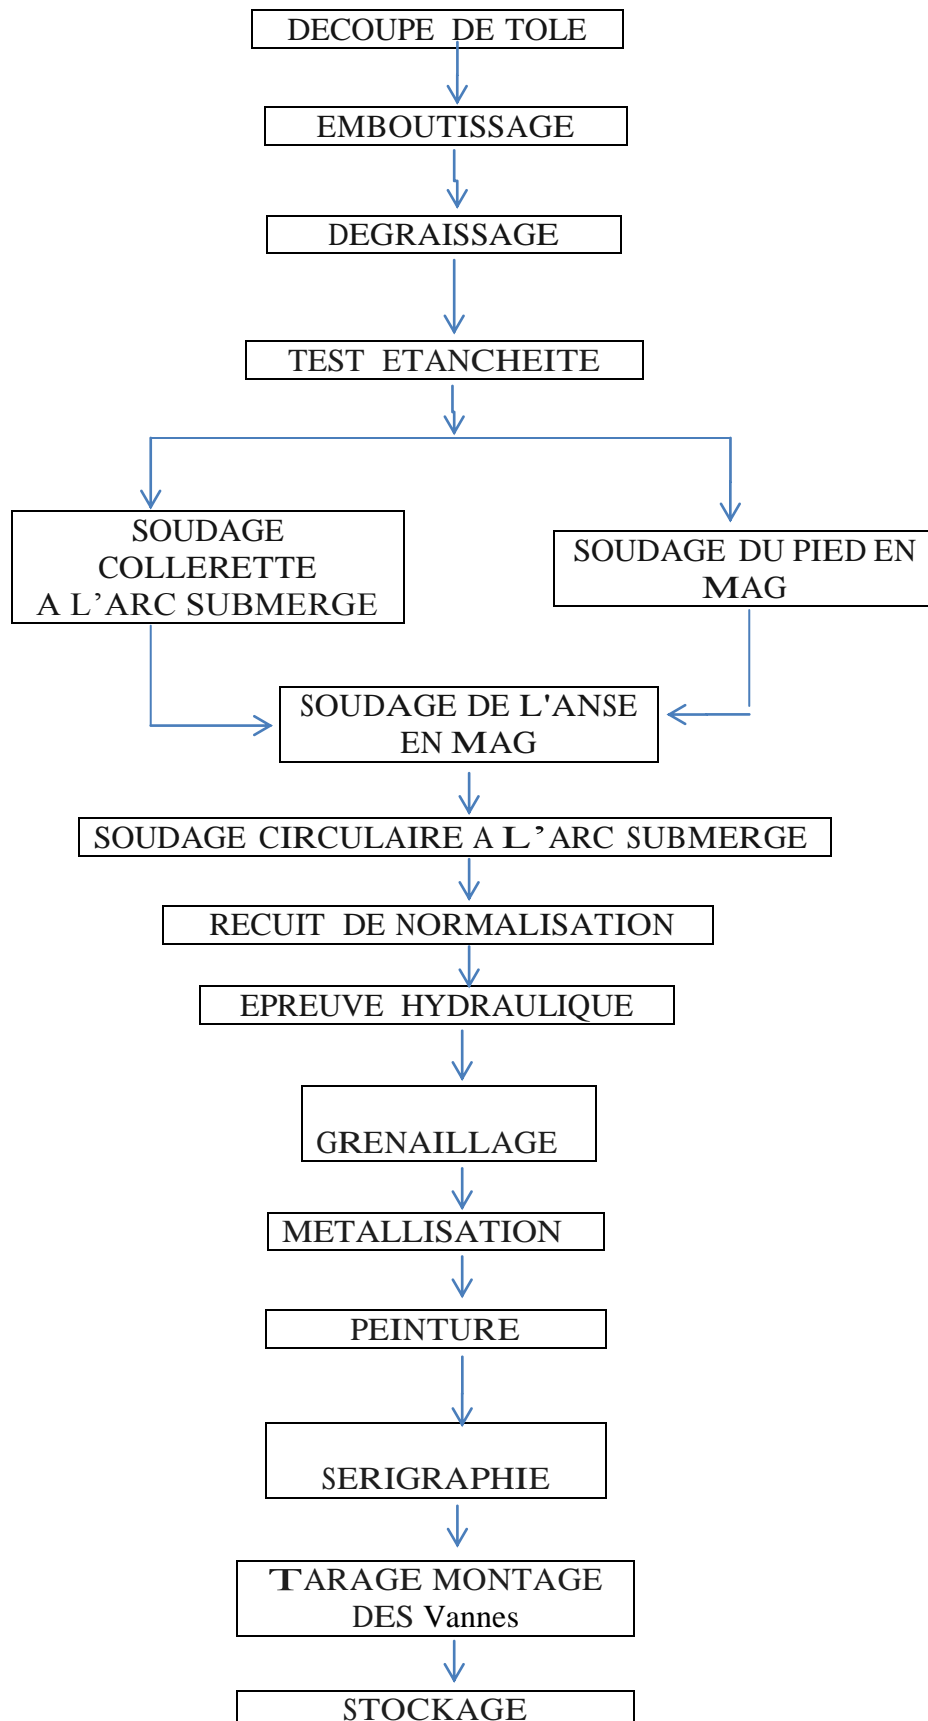 DECOUPE DE TOLE
EMBOUTISSAGE
DEGRAISSAGE
TEST ETANCHEITE
SOUDAGE
COLLERETTE
A L’ARC SUBMERGE
SOUDAGE DU PIED EN
MAG
SOUDAGE DE L'ANSE
EN MAG
SOUDAGE CIRCULAIRE A L’ARC SUBMERGE
RECUIT DE NORMALISATION
EPREUVE HYDRAULIQUE
GRENAILLAGE
METALLISATION
PEINTURE
SERIGRAPHIE
TARAGE MONTAGE
DES Vannes
STOCKAGE